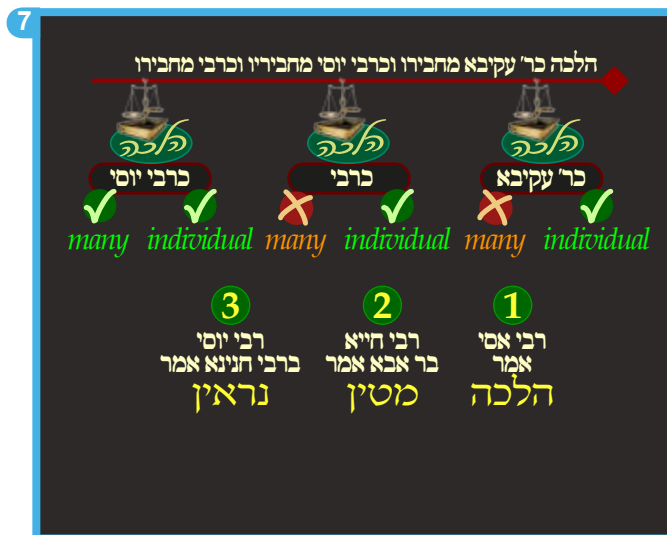 7
הלכה כר' עקיבא מחבירו וכרבי יוסי מחביריו וכרבי מחבירו
הלכה הלכה הלכה
כר' עקיבא כרבי כרבי יוסי
many individual many individual many individual
1 2 3
רבי אסי רבי חייא רבי יוסי
אמר בר אבא אמר ברבי חנינא אמר
הלכה מטין נראין